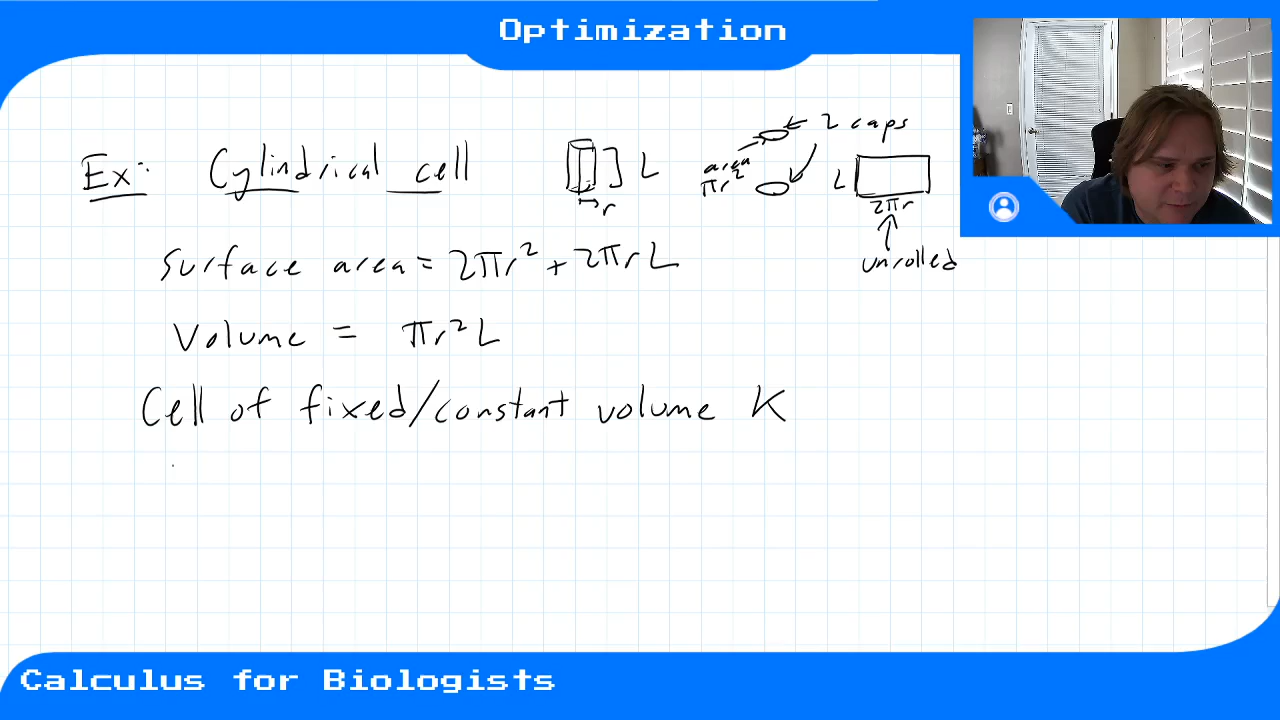 Optimization
Ex: Cylindrical cell
L
r
2 caps
area
πr²
L
2πr
unrolled
Surface area = 2πr² + 2πrL
Volume = πr²L
Cell of fixed/constant volume K
Calculus for Biologists